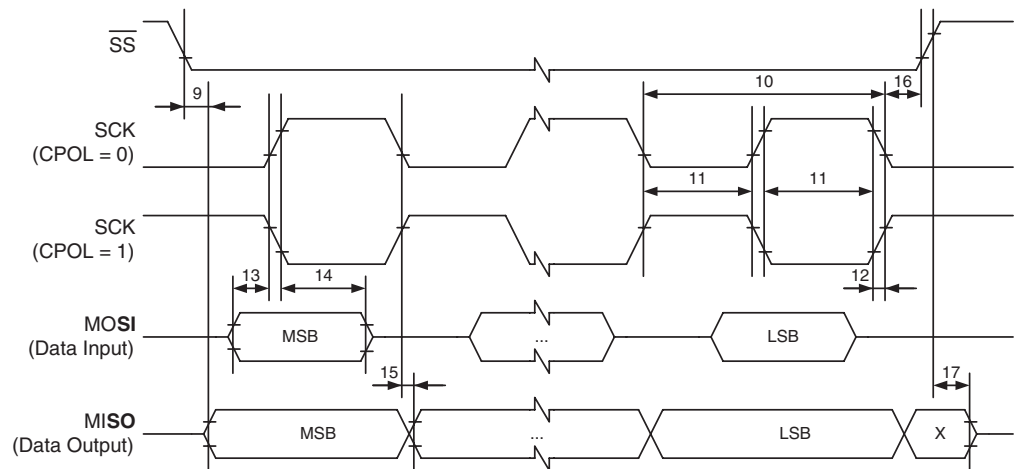 SS
9
10
16
SCK
(CPOL = 0)
11
11
SCK
(CPOL = 1)
13
14
12
MOSI
(Data Input)
MSB
...
LSB
15
17
MISO
(Data Output)
MSB
...
LSB
X